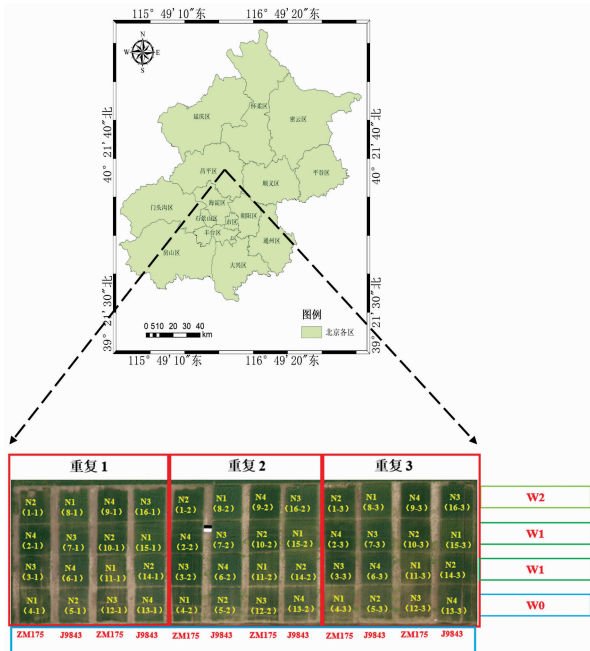 115° 49'10"东 116° 49'20"东
N
W E
S
40° 21'40"北
40° 21'40"北
怀柔区
延庆区
密云区
昌平区
顺义区
平谷区
门头沟区
海淀区
石景山区
市区
朝阳区
丰台区
通州区
房山区
大兴区
39° 21'30"北
39° 21'30"北
图例
北京各区
0 5 10 20 30 40
km
115° 49'10"东 116° 49'20"东
重复 1 重复 2 重复 3
N2 N1 N4 N3 N2 N1 N4 N3 N2 N1 N4 N3
(1-1) (8-1) (9-1) (16-1) (1-2) (8-2) (9-2) (16-2) (1-3) (8-3) (9-3) (16-3)
W2
N4 N3 N2 N1 N4 N3 N2 N1 N4 N3 N2 N1
(2-1) (7-1) (10-1) (15-1) (2-2) (7-2) (10-2) (15-2) (2-3) (7-3) (10-3) (15-3)
W1
N3 N4 N1 N2 N3 N4 N1 N2 N3 N4 N1 N2
(3-1) (6-1) (11-1) (14-1) (3-2) (6-2) (11-2) (14-2) (3-3) (6-3) (11-3) (14-3)
W1
N1 N2 N3 N4 N1 N2 N3 N4 N1 N2 N3 N4
(4-1) (5-1) (12-1) (13-1) (4-2) (5-2) (12-2) (13-2) (4-3) (5-3) (12-3) (13-3)
W0
ZM175 J9843 ZM175 J9843 ZM175 J9843 ZM175 J9843 ZM175 J9843 ZM175 J9843